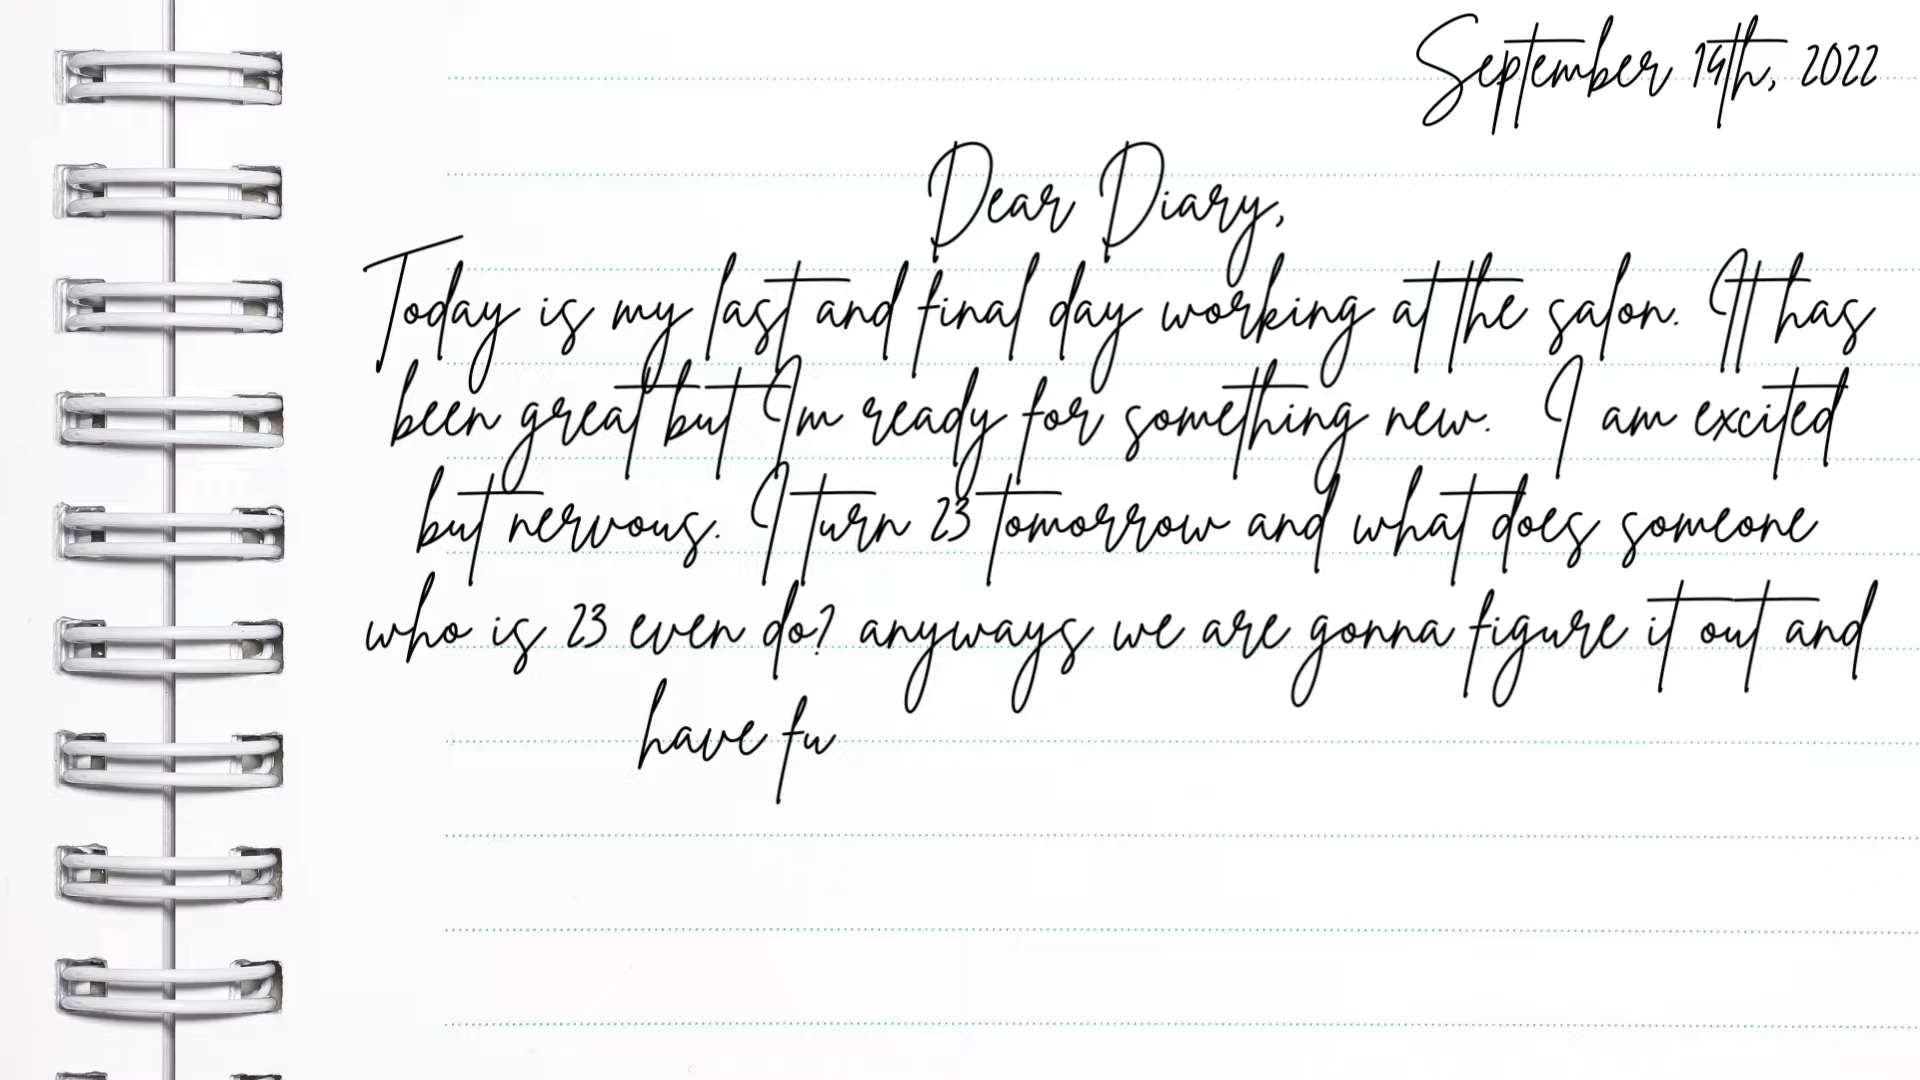 September 14th, 2022
Dear Diary,
Today is my last and final day working at the salon. It has
been great but I'm ready for something new. I am excited
but nervous. I turn 23 tomorrow and what does someone
who is 23 even do? anyways we are gonna figure it out and
have fu